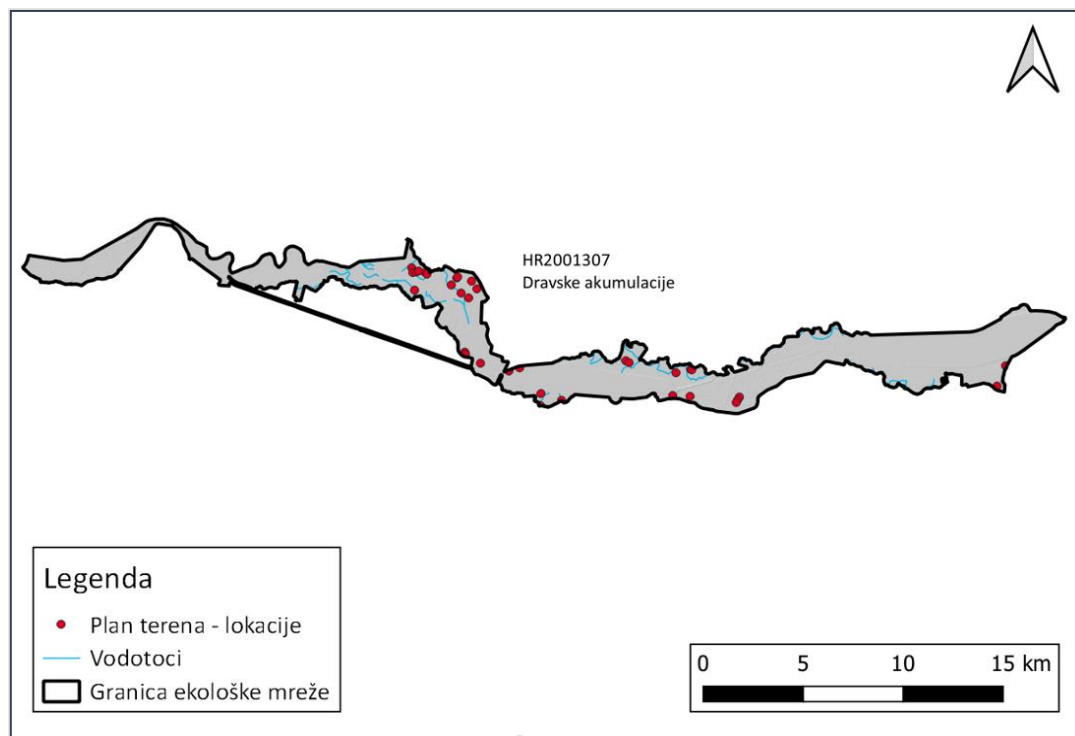 HR2001307
Dravske akumulacije
Legenda
Plan terena - lokacije
Vodotoci
Granica ekološke mreže
0 5 10 15 km